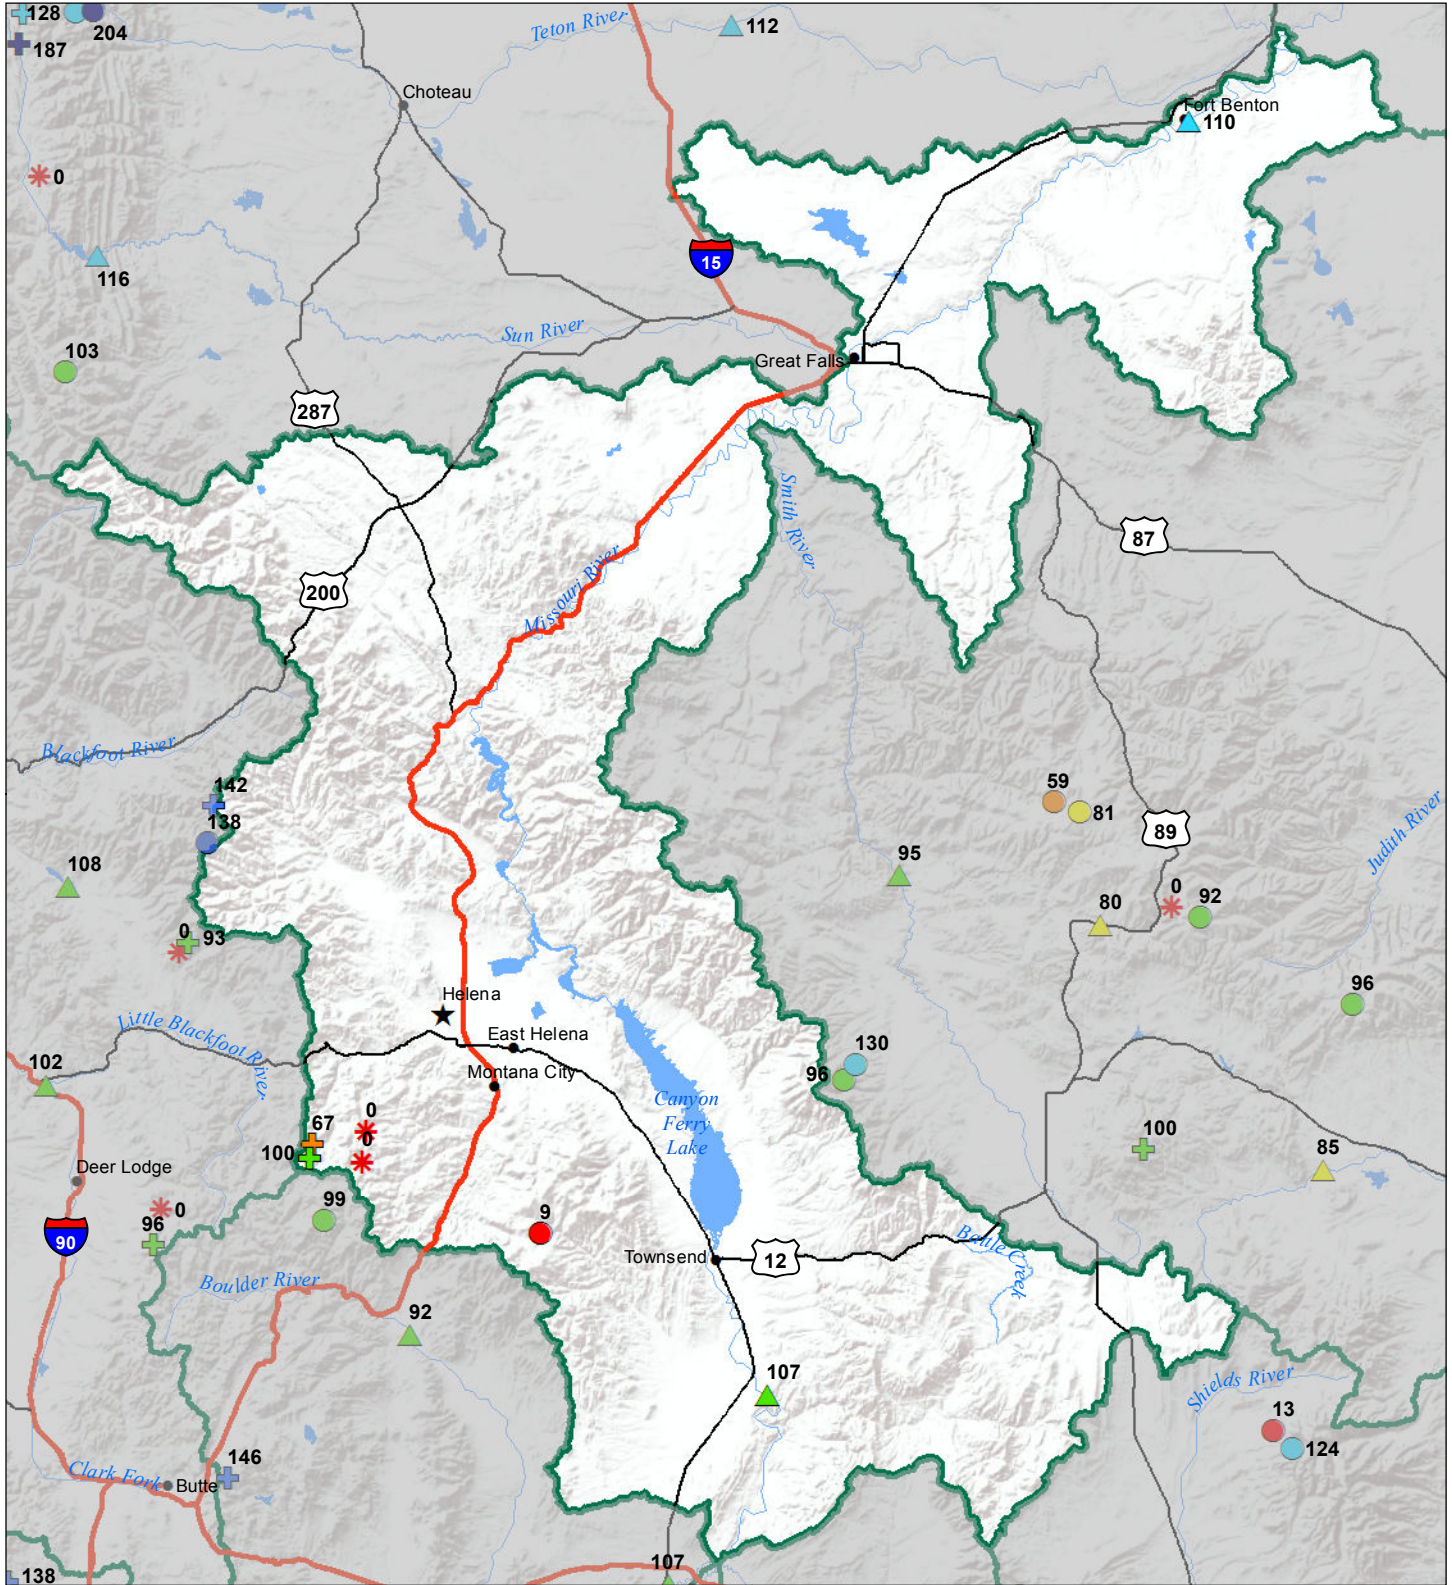 128
204
187
Teton River
112
Choteau
Fort Benton
110
0
116
15
Sun River
103
Great Falls
287
Smith River
87
200
Missouri River
Blackfoot River
142
138
59
81
89
Judith River
108
95
0
92
80
0
93
96
Helena
Little Blackfoot River
East Helena
130
102
Montana City
96
Canyon
Ferry
Lake
0
67
0
100
100
85
Deer Lodge
0
99
9
96
90
Townsend
12
Battle Creek
Boulder River
92
107
Shields River
13
124
146
Clark Fork
Butte
107
138